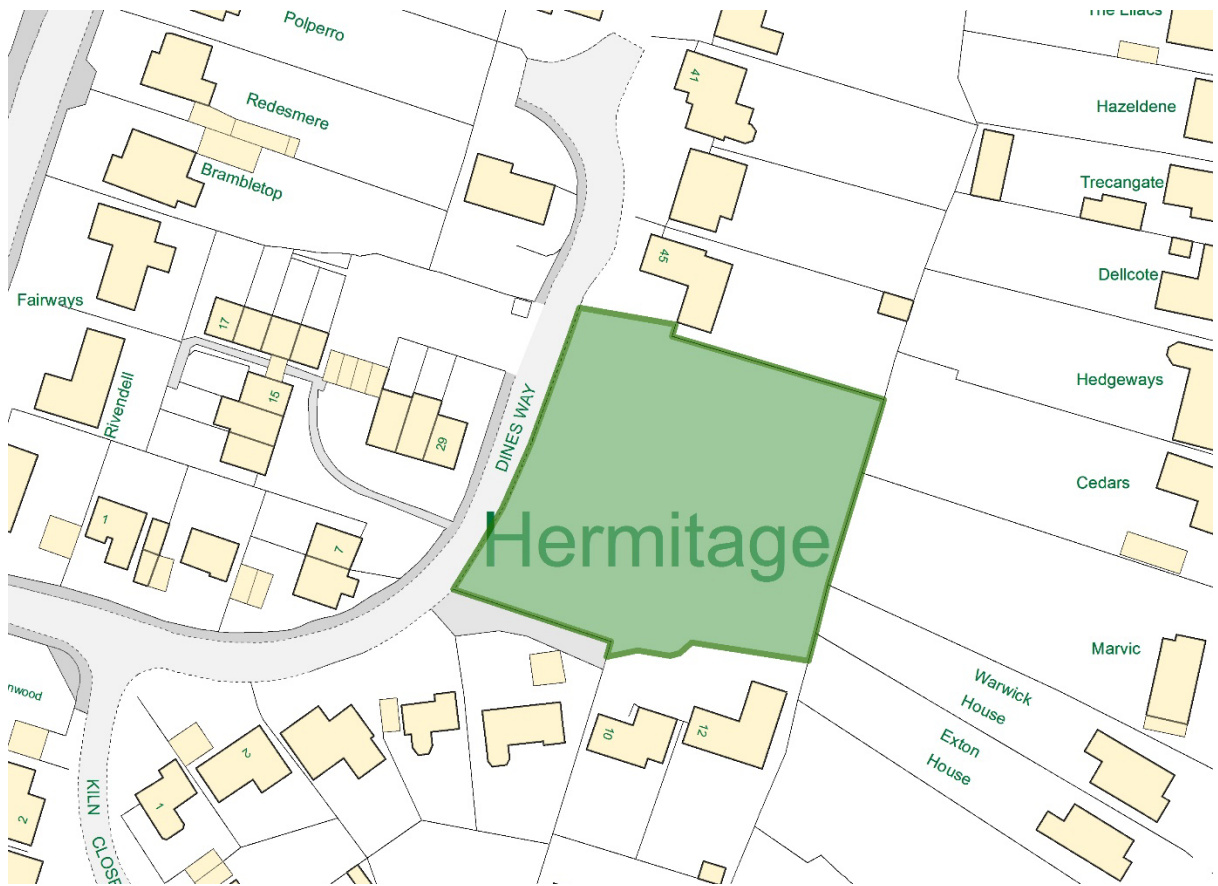 Polperro
The Lilacs
41
Redesmere
Hazeldene
Brambletop
Trecangate
45
Dellcote
Fairways
17
Rivendell
15
29
DINES WAY
Hedgeways
Cedars
Hermitage
1
7
Marvic
Warwick
House
Exton
House
nwood
10
12
2
1
2
KILN CLOSE